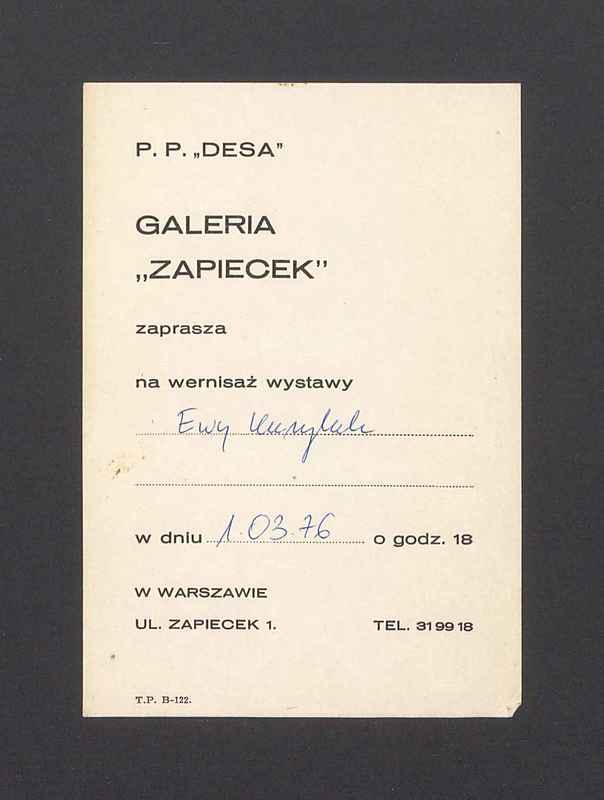 P. P. „DESA”
GALERIA
„ZAPIECEK”
zaprasza
na wernisaż wystawy
Ewy Kuryluk
w dniu 1.03.76 o godz. 18
W WARSZAWIE
UL. ZAPIECEK 1. TEL. 31 99 18
T.P. B-122.